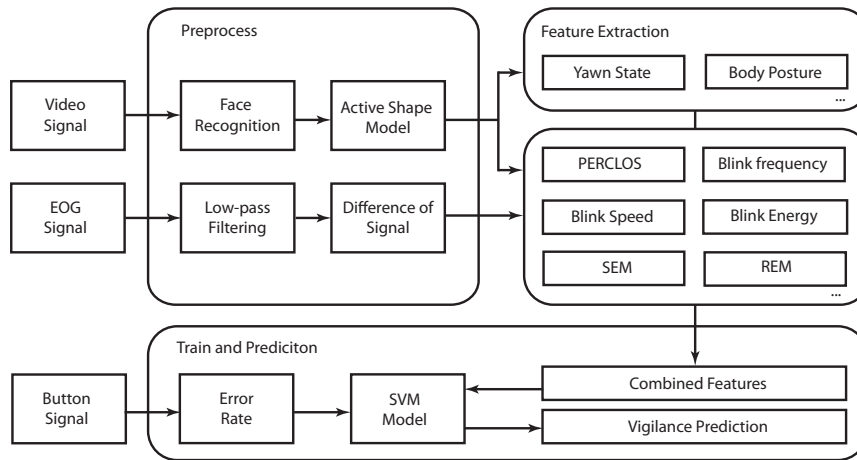 Preprocess
Feature Extraction
Yawn State
Body Posture
...
Video
Signal
Face
Recognition
Active Shape
Model
PERCLOS
Blink frequency
EOG
Signal
Low-pass
Filtering
Difference of
Signal
Blink Speed
Blink Energy
SEM
REM
...
Train and Prediciton
Button
Signal
Error
Rate
SVM
Model
Combined Features
Vigilance Prediction